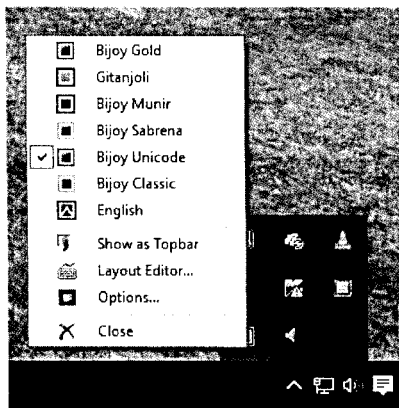 Bijoy Gold
Gitanjoli
Bijoy Munir
Bijoy Sabrena
Bijoy Unicode
Bijoy Classic
English
Show as Topbar
Layout Editor...
Options...
Close